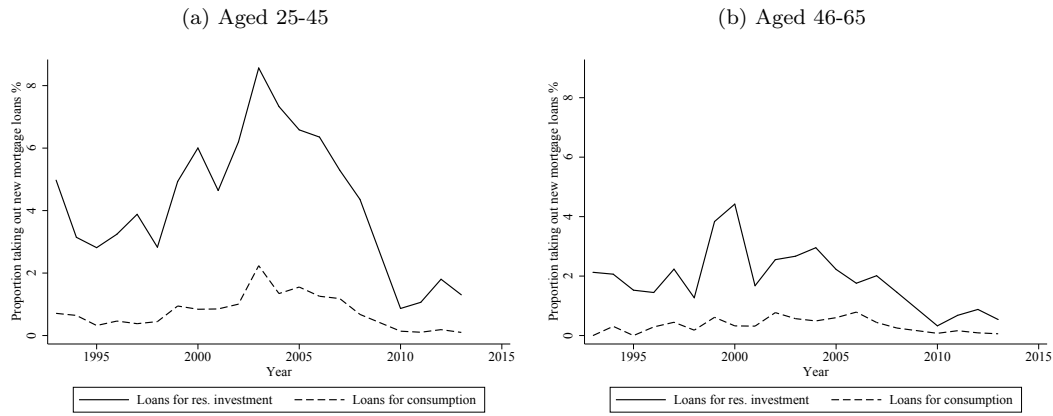 (a) Aged 25-45
Proportion taking out new mortgage loans %
8
6
4
2
0
1995 2000 2005 2010 2015
Year
Loans for res. investment Loans for consumption
(b) Aged 46-65
Proportion taking out new mortgage loans %
8
6
4
2
0
1995 2000 2005 2010 2015
Year
Loans for res. investment Loans for consumption